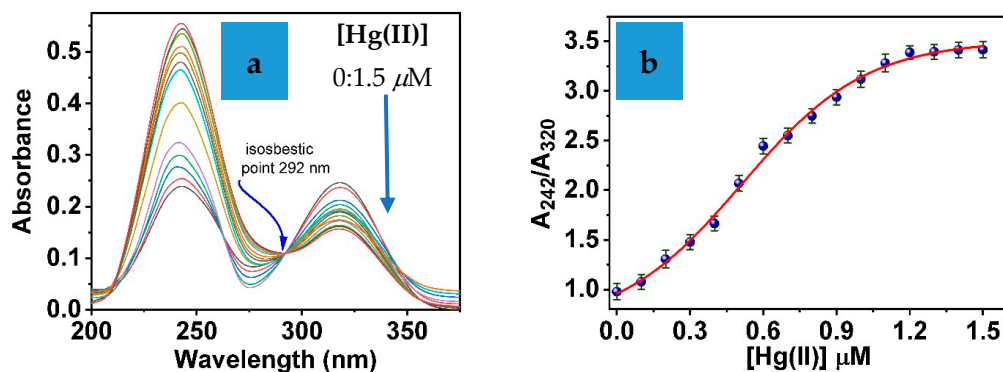 a
[Hg(II)]
0:1.5 µM
isosbestic
point 292 nm
Absorbance
0.5
0.4
0.3
0.2
0.1
0.0
200 250 300 350
Wavelength (nm)
b
A242/A320
3.5
3.0
2.5
2.0
1.5
1.0
0.0 0.3 0.6 0.9 1.2 1.5
[Hg(II)] µM